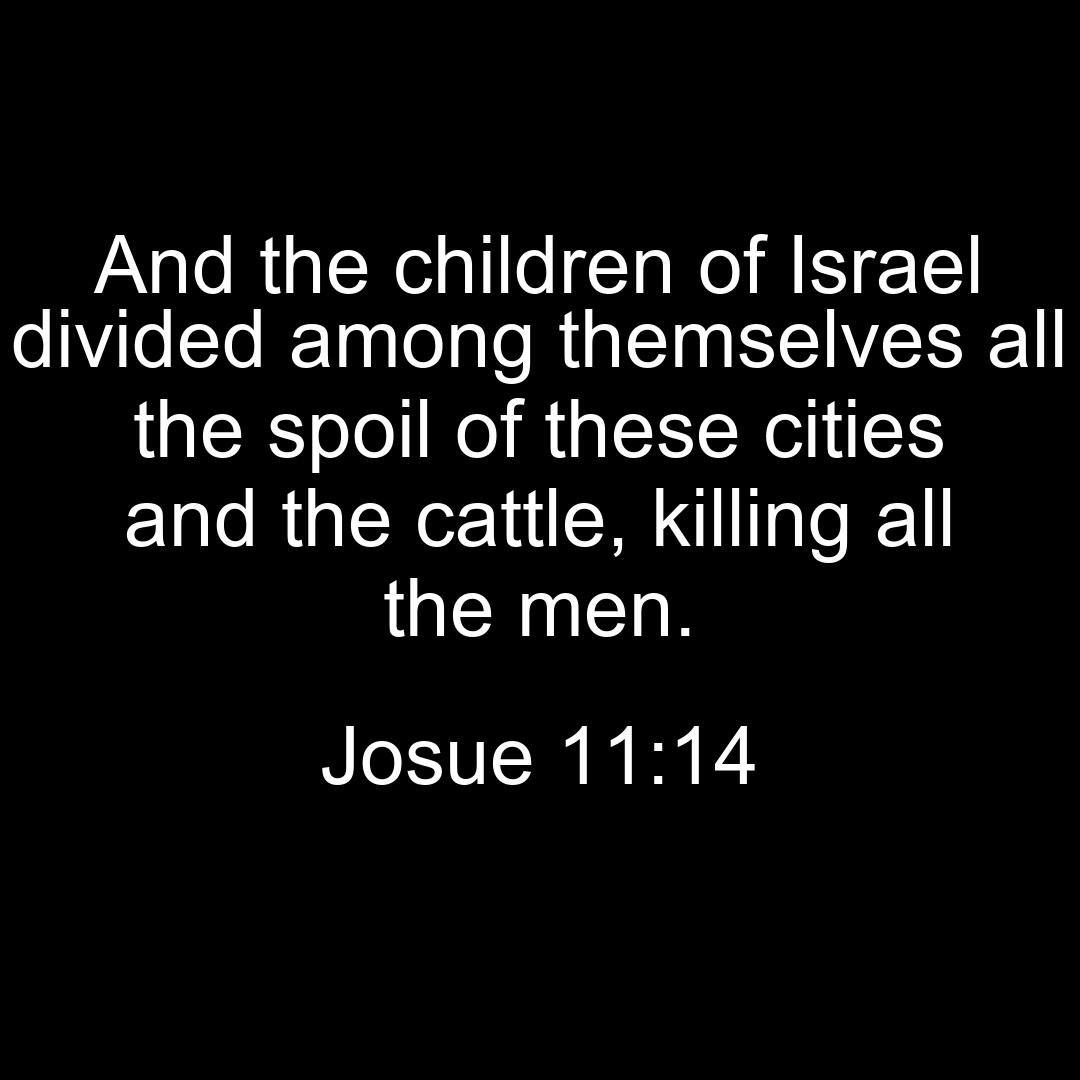 And the children of Israel
divided among themselves all
the spoil of these cities
and the cattle, killing all
the men.
Josue 11:14